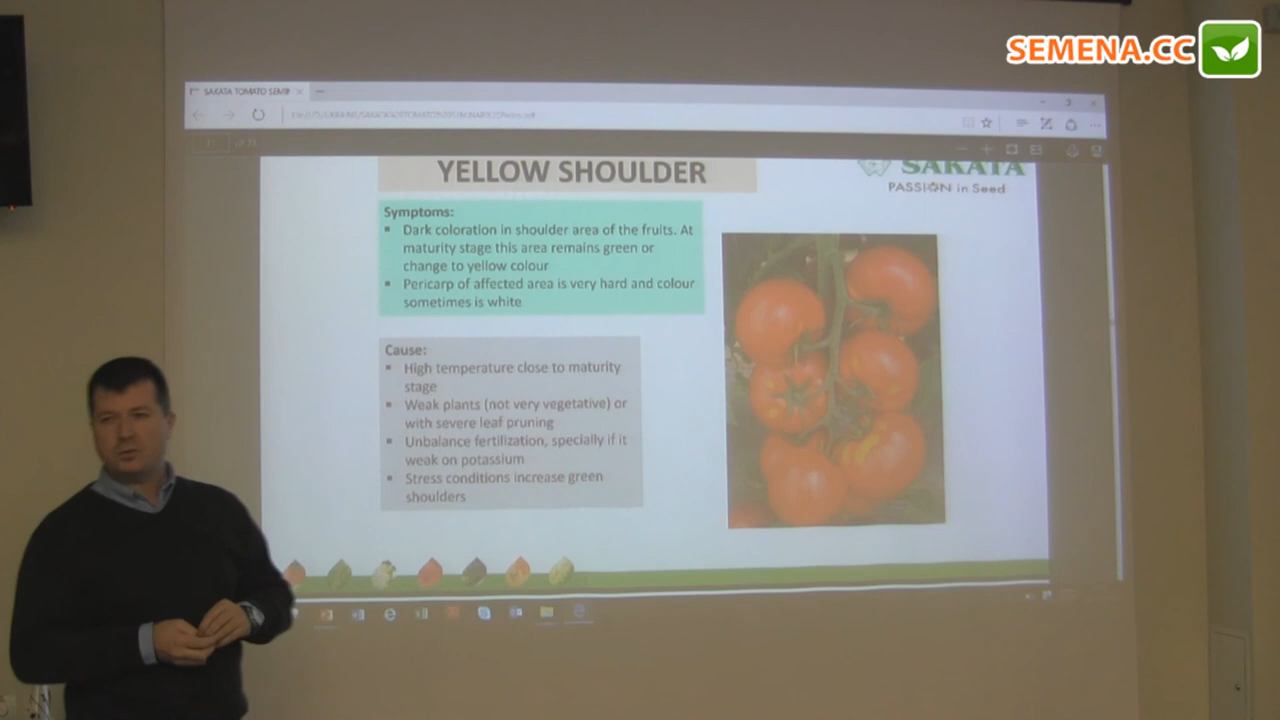 SEMENA.CC
SAKATA TOMATO SEMI
YELLOW SHOULDER
SAKATA
PASSION in Seed
Symptoms:
Dark coloration in shoulder area of the fruits. At
maturity stage this area remains green or
change to yellow colour
Pericarp of affected area is very hard and colour
sometimes is white
Cause:
High temperature close to maturity
stage
Weak plants (not very vegetative) or
with severe leaf pruning
Unbalance fertilization, specially if it
weak on potassium
Stress conditions increase green
shoulders